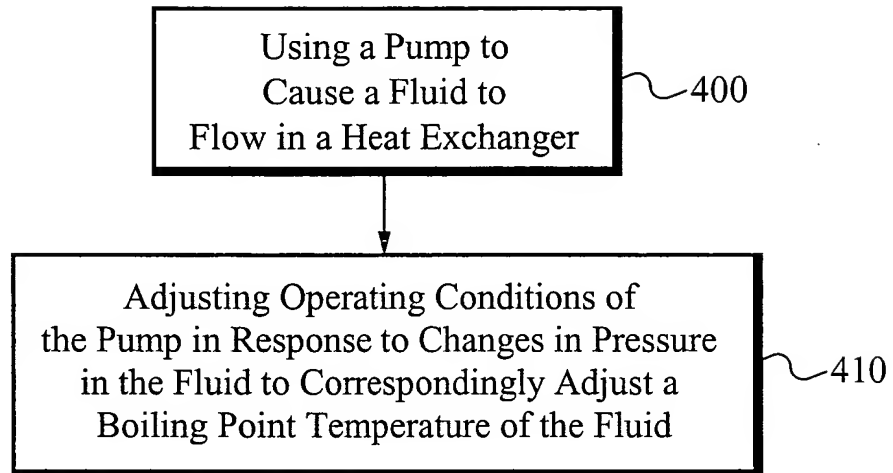 Using a Pump to
Cause a Fluid to
Flow in a Heat Exchanger
400
Adjusting Operating Conditions of
the Pump in Response to Changes in Pressure
in the Fluid to Correspondingly Adjust a
Boiling Point Temperature of the Fluid
410